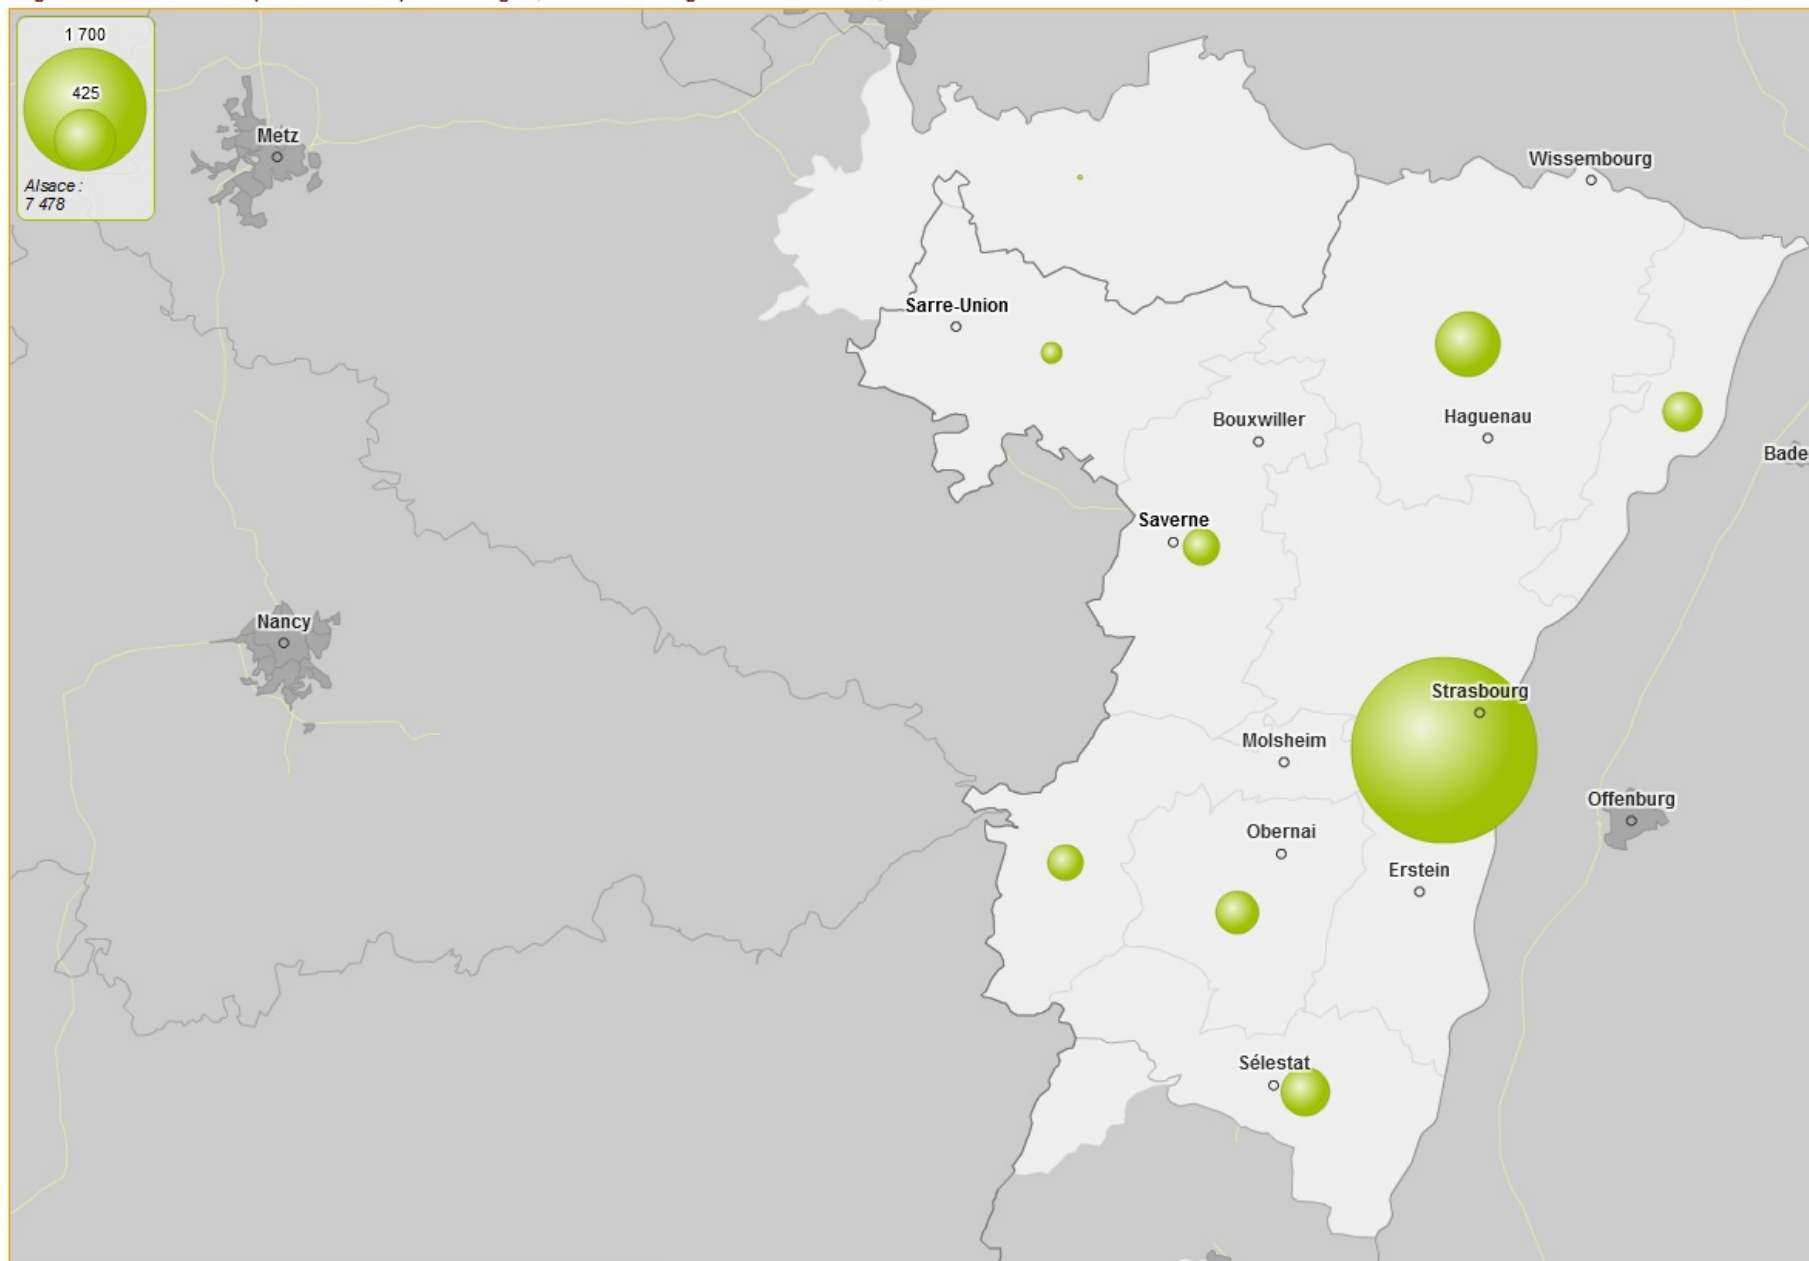 1 700
425
Alsace :
7 478
Metz
Wissembourg
Sarre-Union
Bouxwiller
Haguenau
Bade
Saverne
Nancy
Strasbourg
Molsheim
Offenburg
Obernai
Erstein
Sélestat